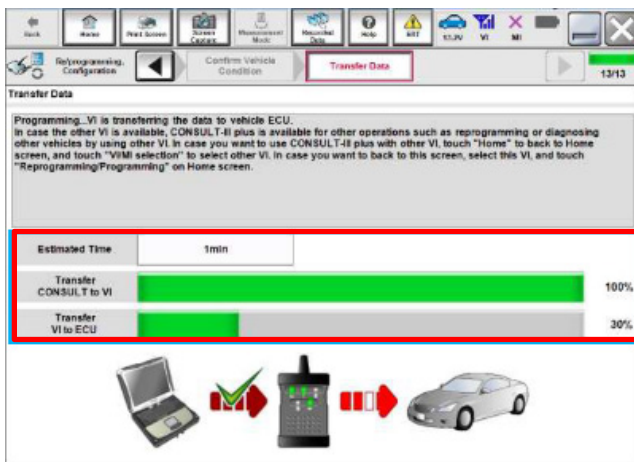 Back
Home
Print Screen
Screen Capture
Measurement Mode
Recorded Data
Help
ERT
13.2V
VI
MI
Reprogramming, Configuration
Confirm Vehicle Condition
Transfer Data
13/13
Transfer Data
Programming...VI is transferring the data to vehicle ECU.
In case the other VI is available, CONSULT-III plus is available for other operations such as reprogramming or diagnosing
other vehicles by using other VI. In case you want to use CONSULT-III plus with other VI, touch "Home" to back to Home
screen, and touch "VI/MI selection" to select other VI. In case you want to back to this screen, select this VI, and touch
"Reprogramming/Programming" on Home screen.
Estimated Time
1min
Transfer
CONSULT to VI
100%
Transfer
VI to ECU
30%